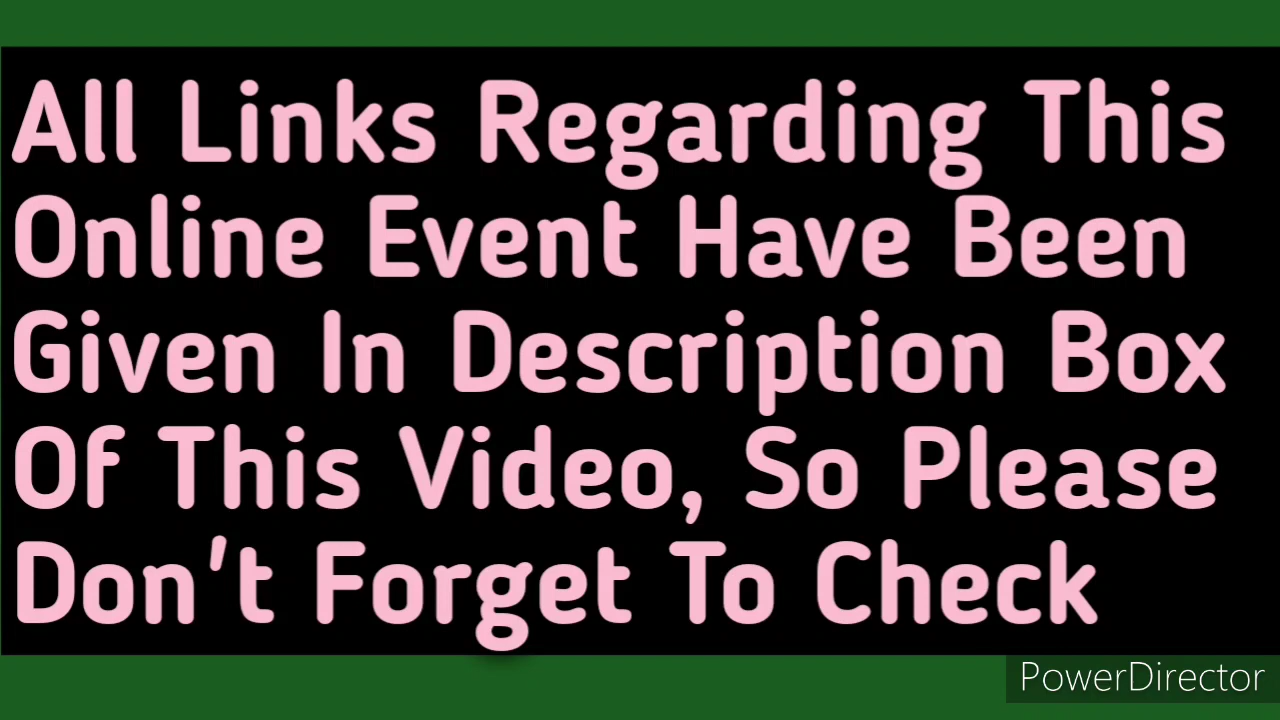 All Links Regarding This
Online Event Have Been
Given In Description Box
Of This Video, So Please
Don't Forget To Check
PowerDirector